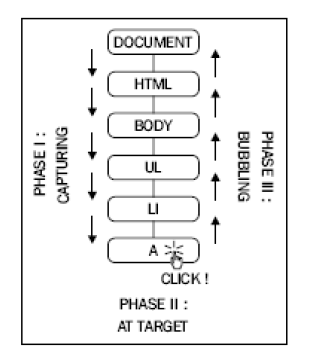 DOCUMENT
HTML
BODY
UL
LI
A
CLICK !
PHASE I :
CAPTURING
PHASE III :
BUBBLING
PHASE II :
AT TARGET